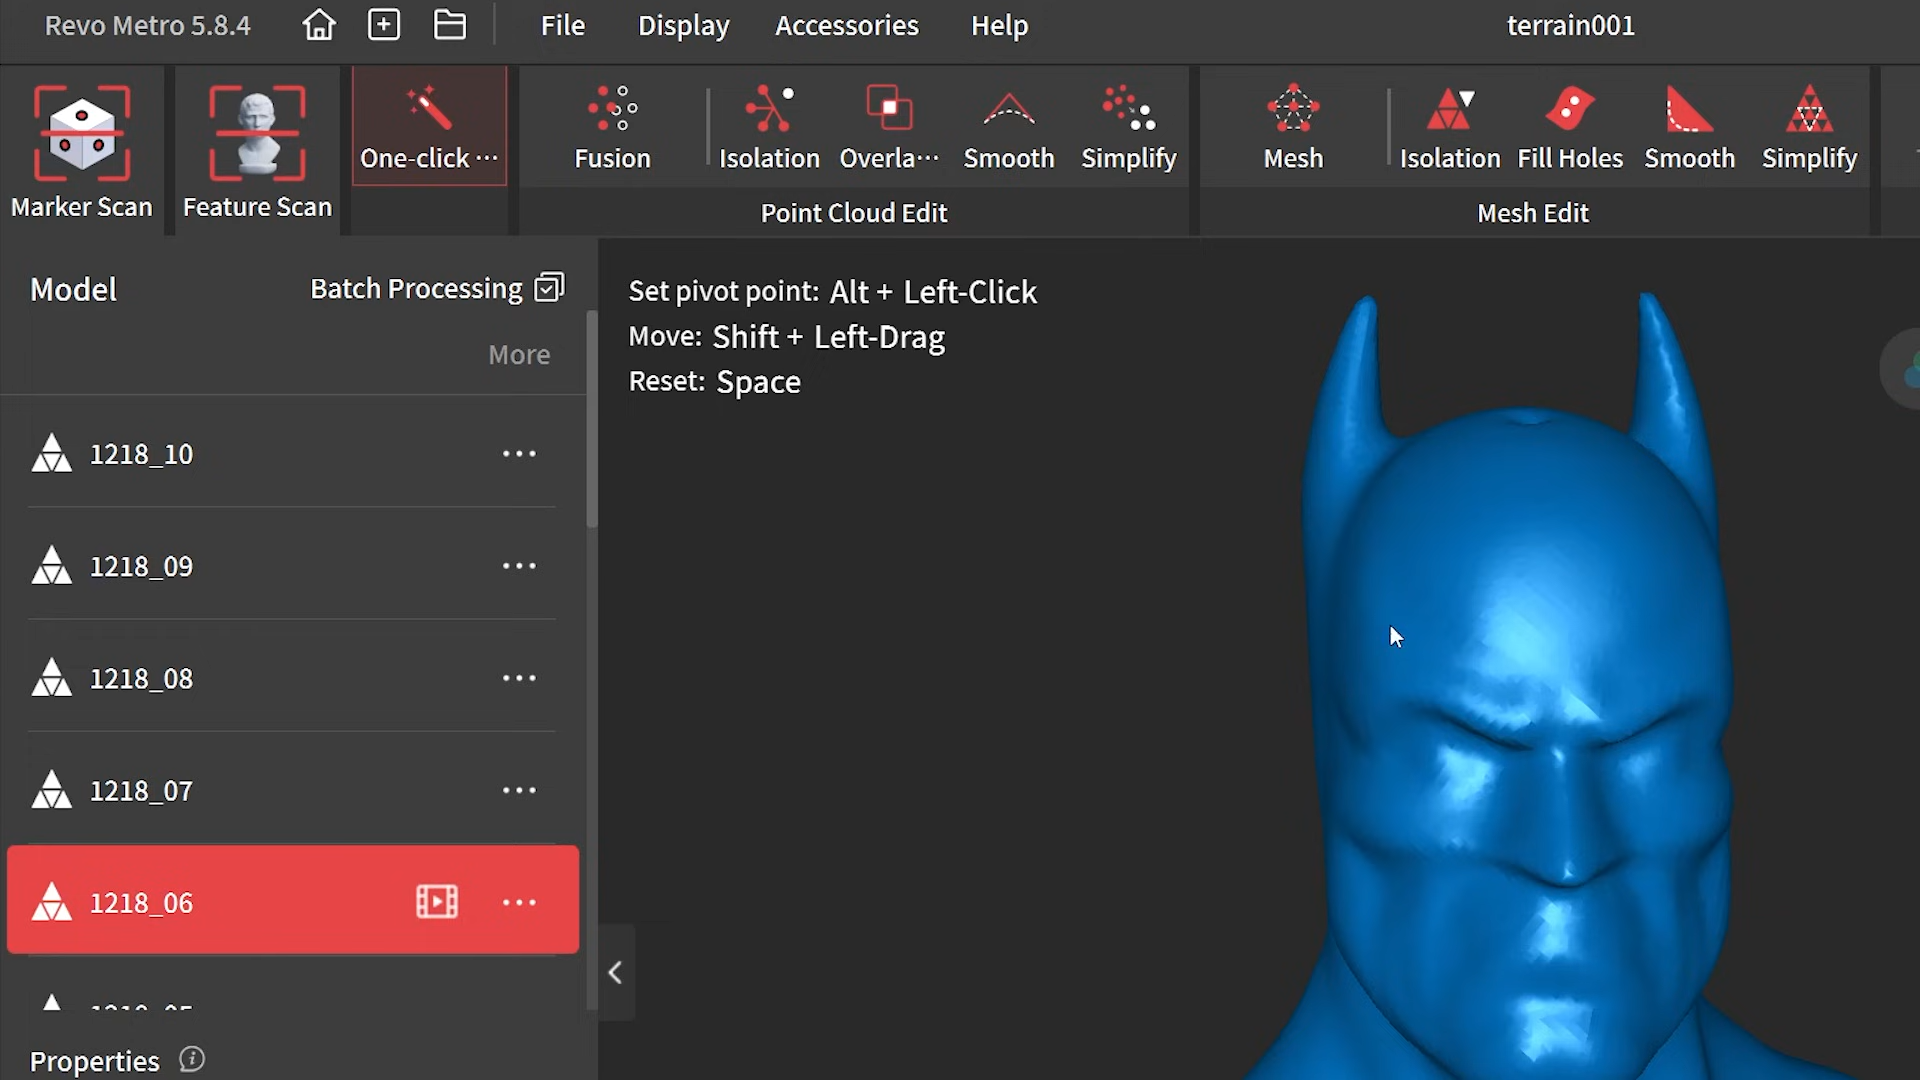 Revo Metro 5.8.4
File
Display
Accessories
Help
terrain001
Marker Scan
Feature Scan
One-click ···
Fusion
Isolation
Overla···
Smooth
Simplify
Point Cloud Edit
Mesh
Isolation
Fill Holes
Smooth
Simplify
Mesh Edit
Model
Batch Processing
More
1218_10
1218_09
1218_08
1218_07
1218_06
Properties
Set pivot point: Alt + Left-Click
Move: Shift + Left-Drag
Reset: Space